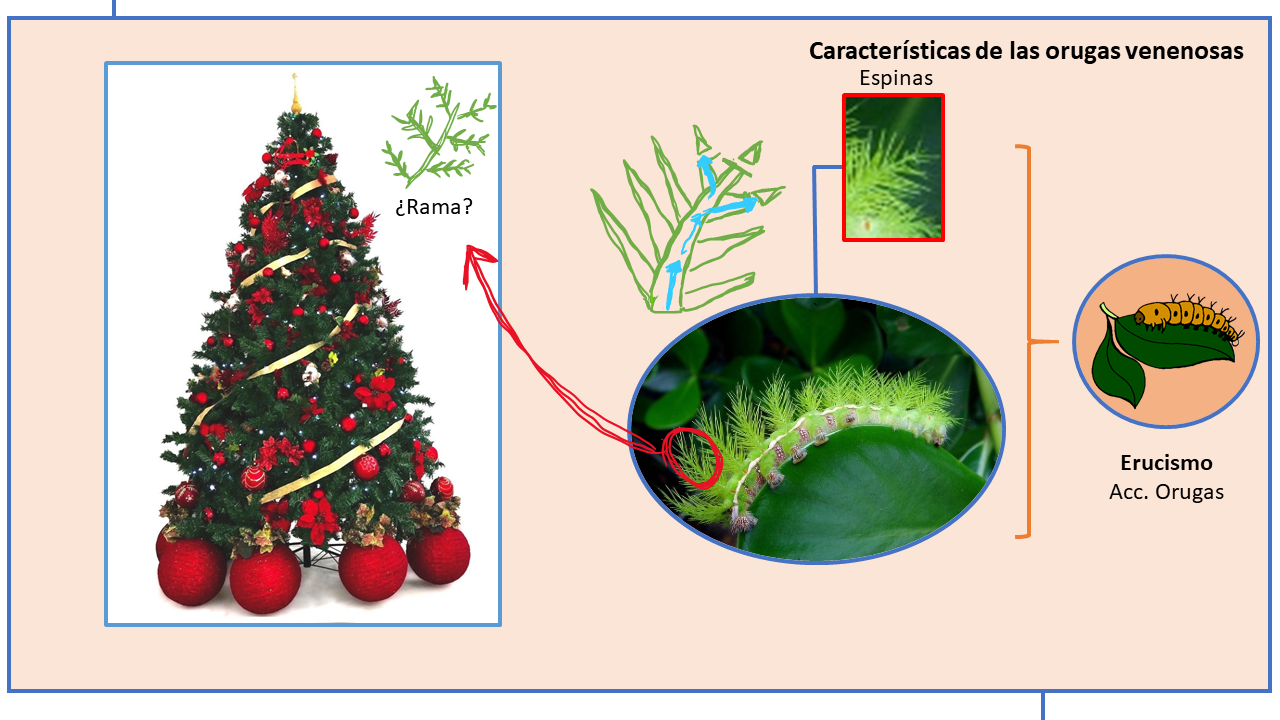 Características de las orugas venenosas
Espinas
¿Rama?
Erucismo
Acc. Orugas